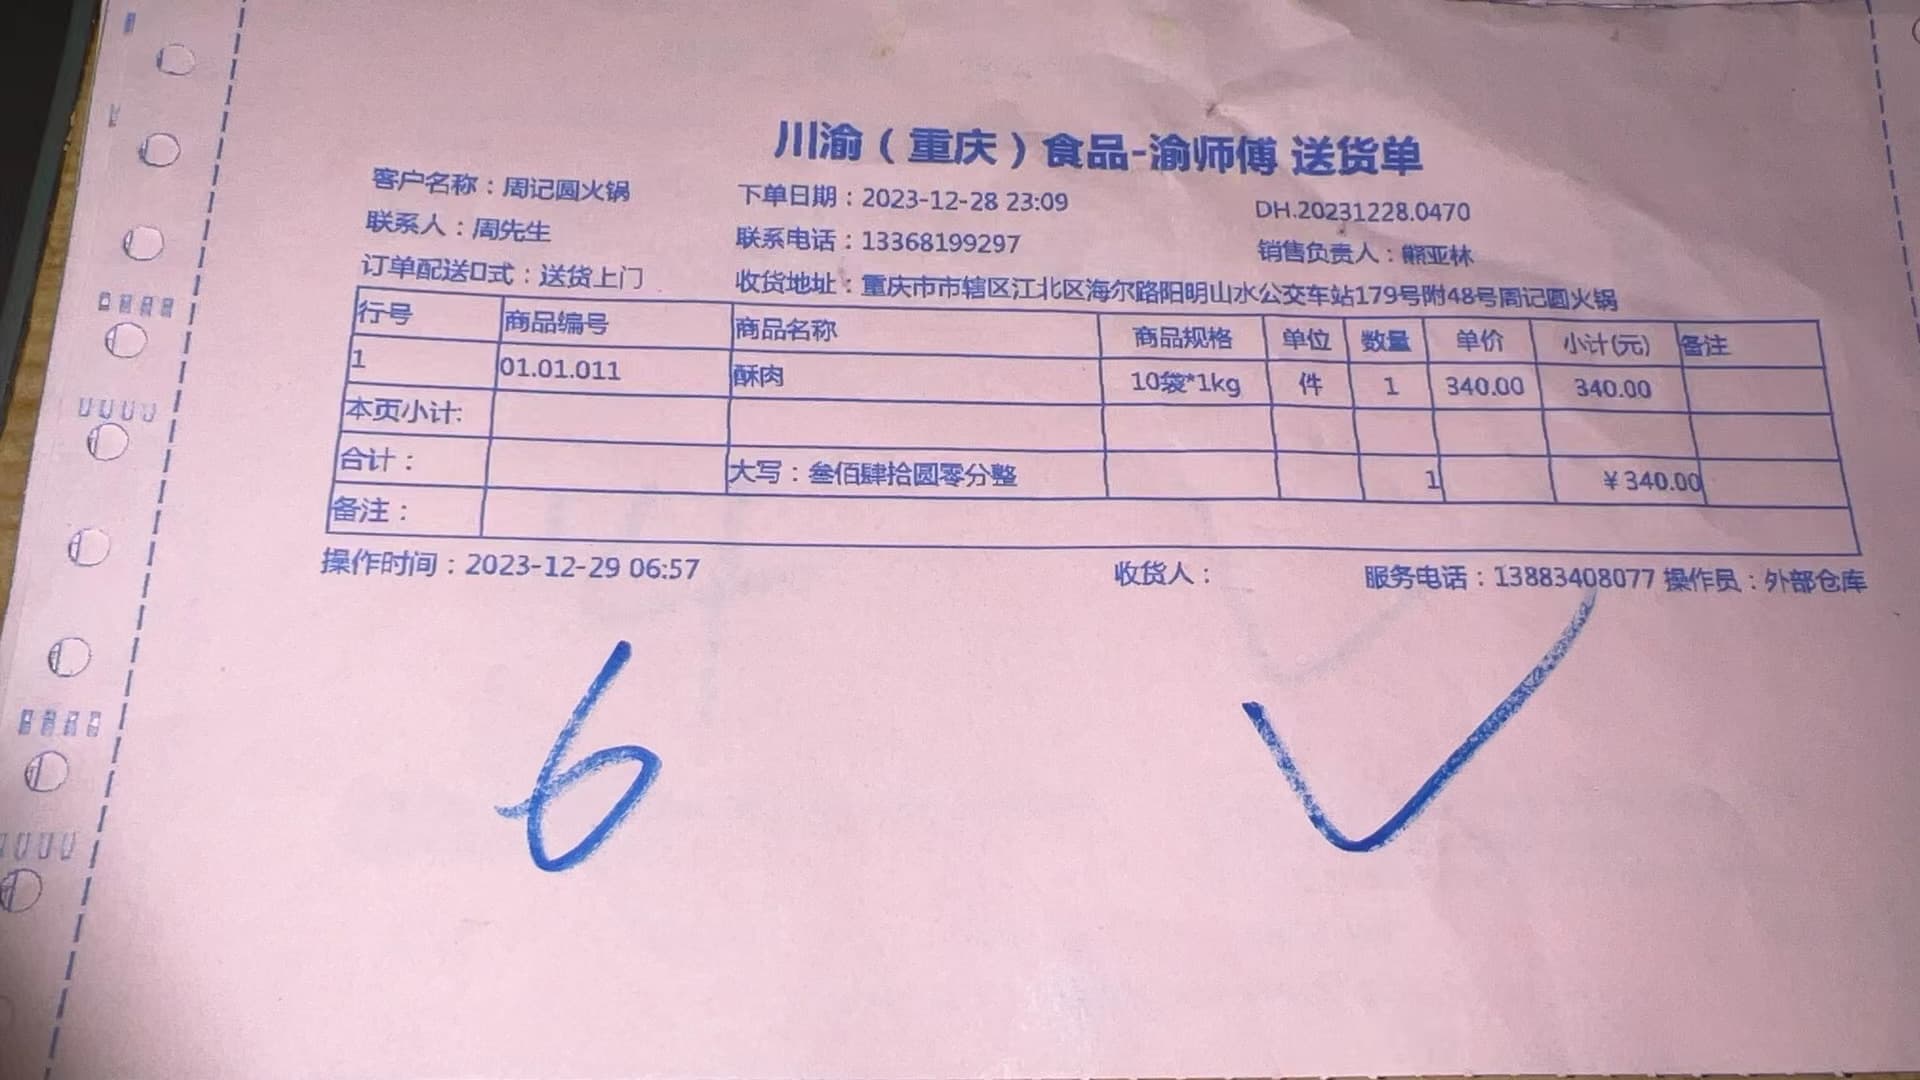 川渝（重庆）食品-渝师傅 送货单
客户名称：周记圆火锅 下单日期：2023-12-28 23:09 DH.20231228.0470
联系人：周先生 联系电话：13368199297 销售负责人：熊亚林
订单配送口式：送货上门 收货地址：重庆市市辖区江北区海尔路阳明山水公交车站179号附48号周记圆火锅
行号 商品编号 商品名称 商品规格 单位 数量 单价 小计(元) 备注
1 01.01.011 酥肉 10袋*1kg 件 1 340.00 340.00
本页小计:
合计： 大写：叁佰肆拾圆零分整 1 ￥340.00
备注：
操作时间：2023-12-29 06:57 收货人： 服务电话：13883408077 操作员：外部仓库
6